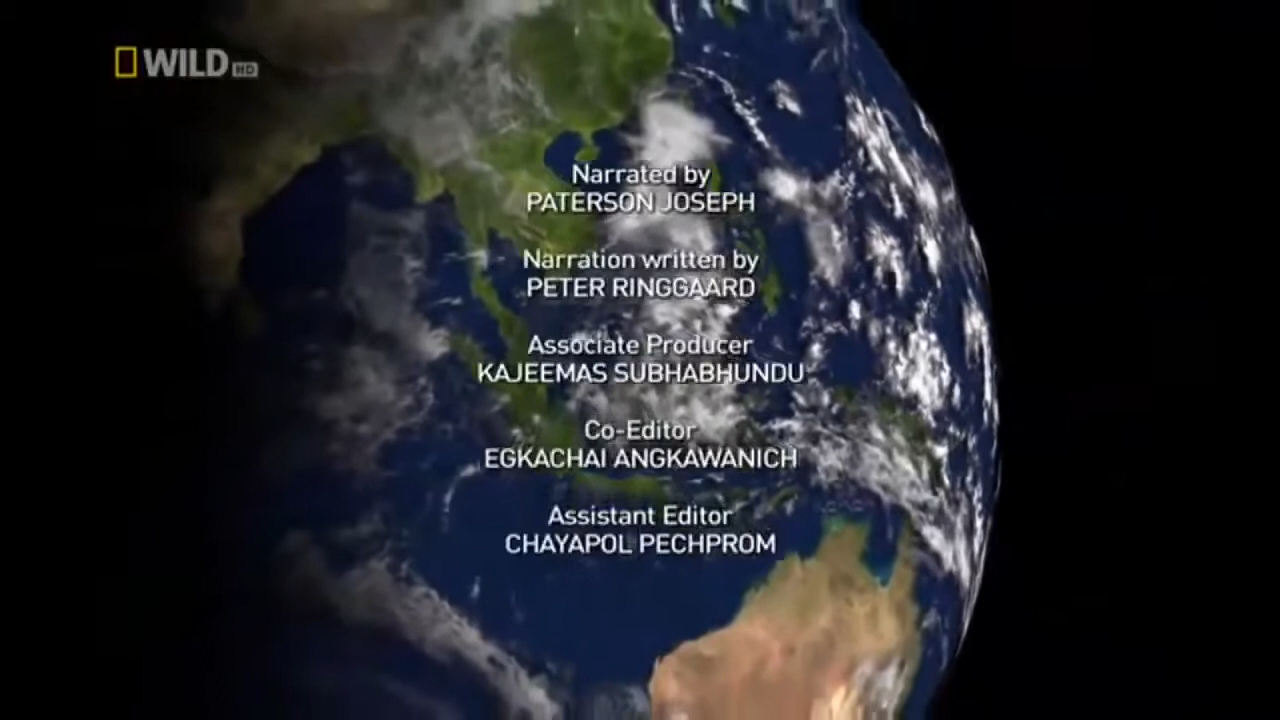 WILD HD
Narrated by
PATERSON JOSEPH
Narration written by
PETER RINGGAARD
Associate Producer
KAJEEMAS SUBHABHUNDU
Co-Editor
EGKACHAI ANGKAWANICH
Assistant Editor
CHAYAPOL PECHPROM